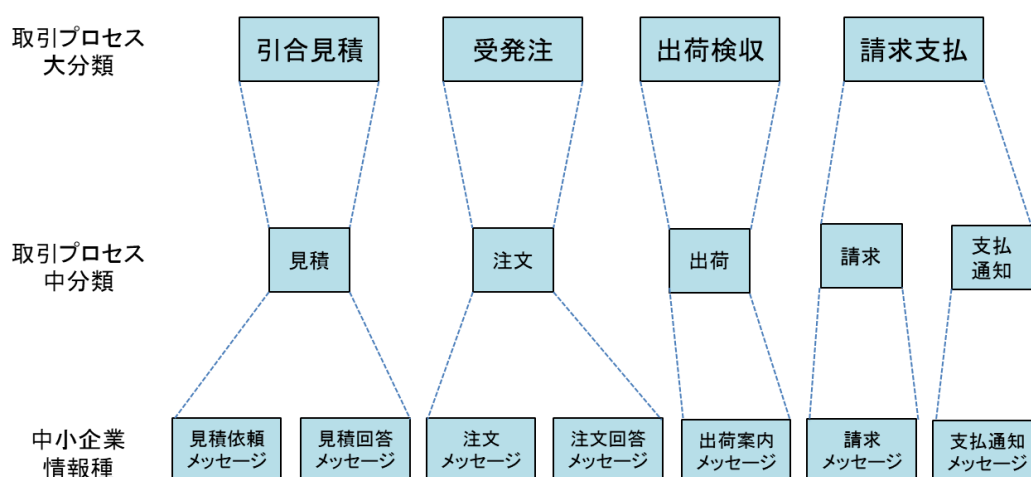 取引プロセス
大分類
引合見積
受発注
出荷検収
請求支払
取引プロセス
中分類
見積
注文
出荷
請求
支払
通知
中小企業
情報種
見積依頼
メッセージ
見積回答
メッセージ
注文
メッセージ
注文回答
メッセージ
出荷案内
メッセージ
請求
メッセージ
支払通知
メッセージ